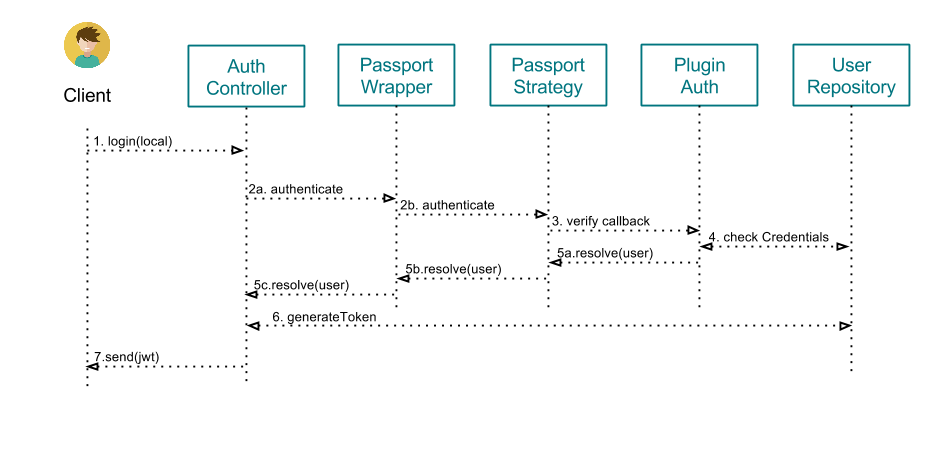 Client
Auth
Controller
Passport
Wrapper
Passport
Strategy
Plugin
Auth
User
Repository
1. login(local)
2a. authenticate
2b. authenticate
3. verify callback
4. check Credentials
5a.resolve(user)
5b.resolve(user)
5c.resolve(user)
6. generateToken
7.send(jwt)